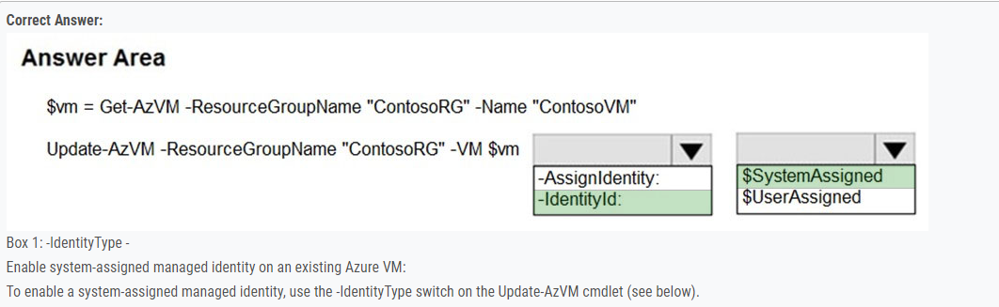 Correct Answer:
Answer Area
$vm = Get-AzVM -ResourceGroupName "ContosoRG" -Name "ContosoVM"
Update-AzVM -ResourceGroupName "ContosoRG" -VM $vm
-AssignIdentity:
-IdentityId:
$SystemAssigned
$UserAssigned
Box 1: -IdentityType -
Enable system-assigned managed identity on an existing Azure VM:
To enable a system-assigned managed identity, use the -IdentityType switch on the Update-AzVM cmdlet (see below).